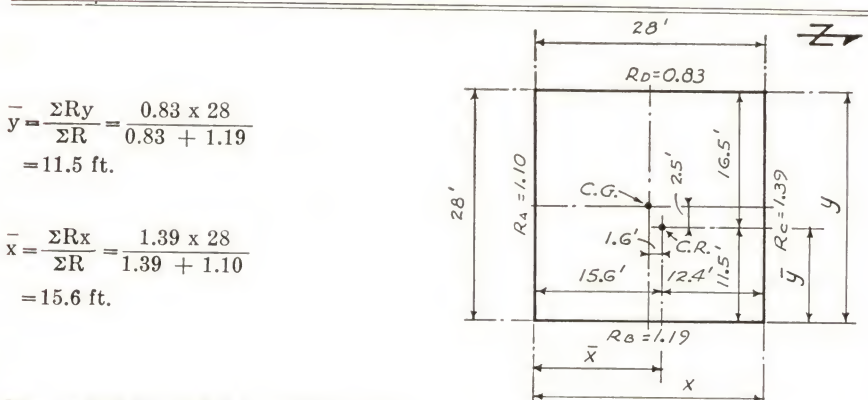 y̅ = ΣRy/ΣR = 0.83 x 28/0.83 + 1.19
= 11.5 ft.
x̅ = ΣRx/ΣR = 1.39 x 28/1.39 + 1.10
= 15.6 ft.
28'
Z
RD=0.83
28'
RA = 1.10
C.G.
2.5'
16.5'
RC = 1.39
y
1.6'
C.R.
15.6'
12.4'
11.5'
y̅
RB = 1.19
x̅
x